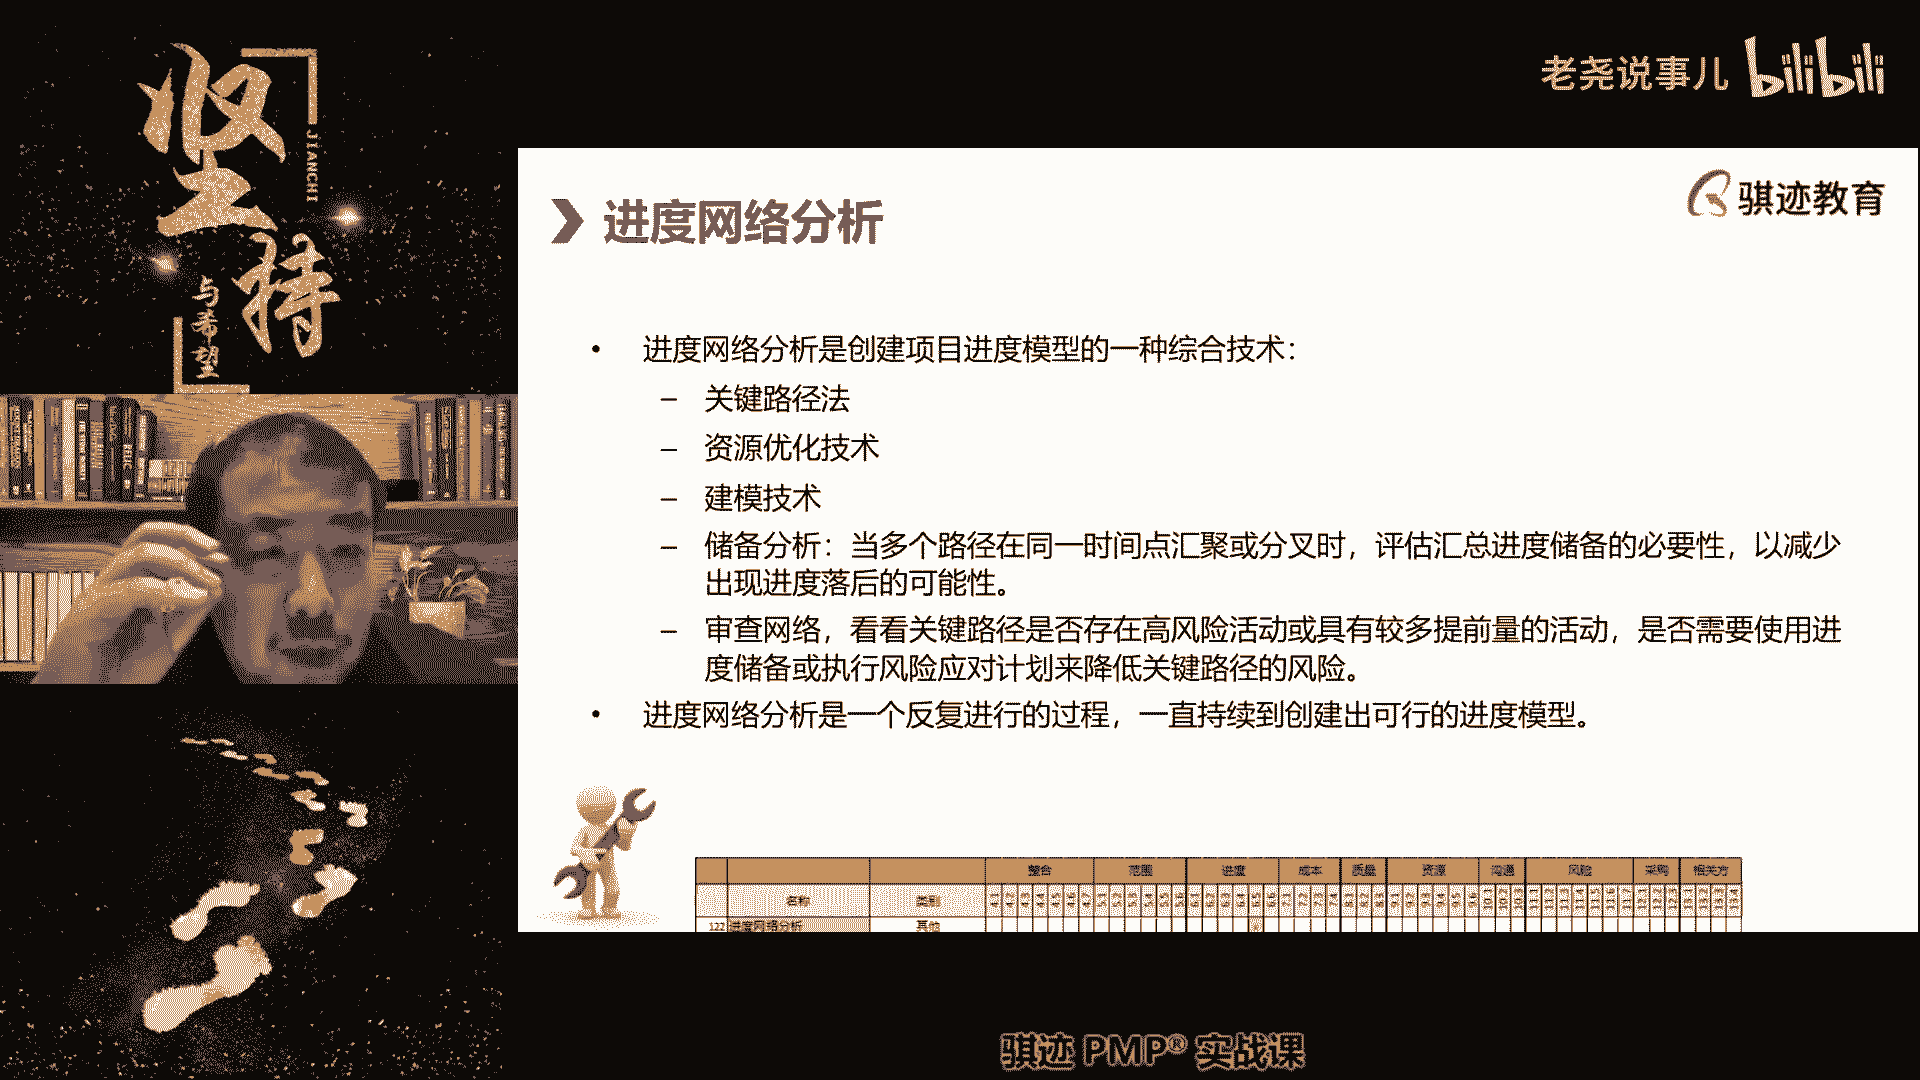 坚持
JIANCHI
与希望
老尧说事儿 bilibili
骐迹教育
进度网络分析
• 进度网络分析是创建项目进度模型的一种综合技术：
– 关键路径法
– 资源优化技术
– 建模技术
– 储备分析：当多个路径在同一时间点汇聚或分叉时，评估汇总进度储备的必要性，以减少
出现进度落后的可能性。
– 审查网络，看看关键路径是否存在高风险活动或具有较多提前量的活动，是否需要使用进
度储备或执行风险应对计划来降低关键路径的风险。
• 进度网络分析是一个反复进行的过程，一直持续到创建出可行的进度模型。
整合 范围 进度 成本 质量 资源 沟通 风险 采购 相关方
名称 类别
122 进度网络分析 其他
骐迹 PMP® 实战课